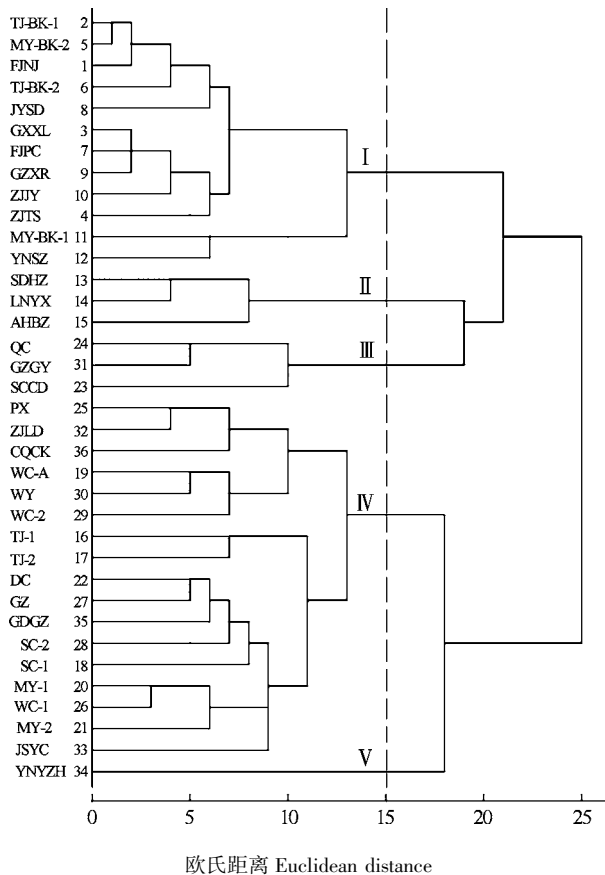 TJ-BK-1 2
MY-BK-2 5
FJNJ 1
TJ-BK-2 6
JYSD 8
GXXL 3
FJPC 7
GZXR 9
ZJJY 10
ZJTS 4
MY-BK-1 11
YNSZ 12
SDHZ 13
LNYX 14
AHBZ 15
QC 24
GZGY 31
SCCD 23
PX 25
ZJLD 32
CQCK 36
WC-A 19
WY 30
WC-2 29
TJ-1 16
TJ-2 17
DC 22
GZ 27
GDGZ 35
SC-2 28
SC-1 18
MY-1 20
WC-1 26
MY-2 21
JSYC 33
YNYZH 34
Ⅰ
Ⅱ
Ⅲ
Ⅳ
Ⅴ
0 5 10 15 20 25
欧氏距离 Euclidean distance